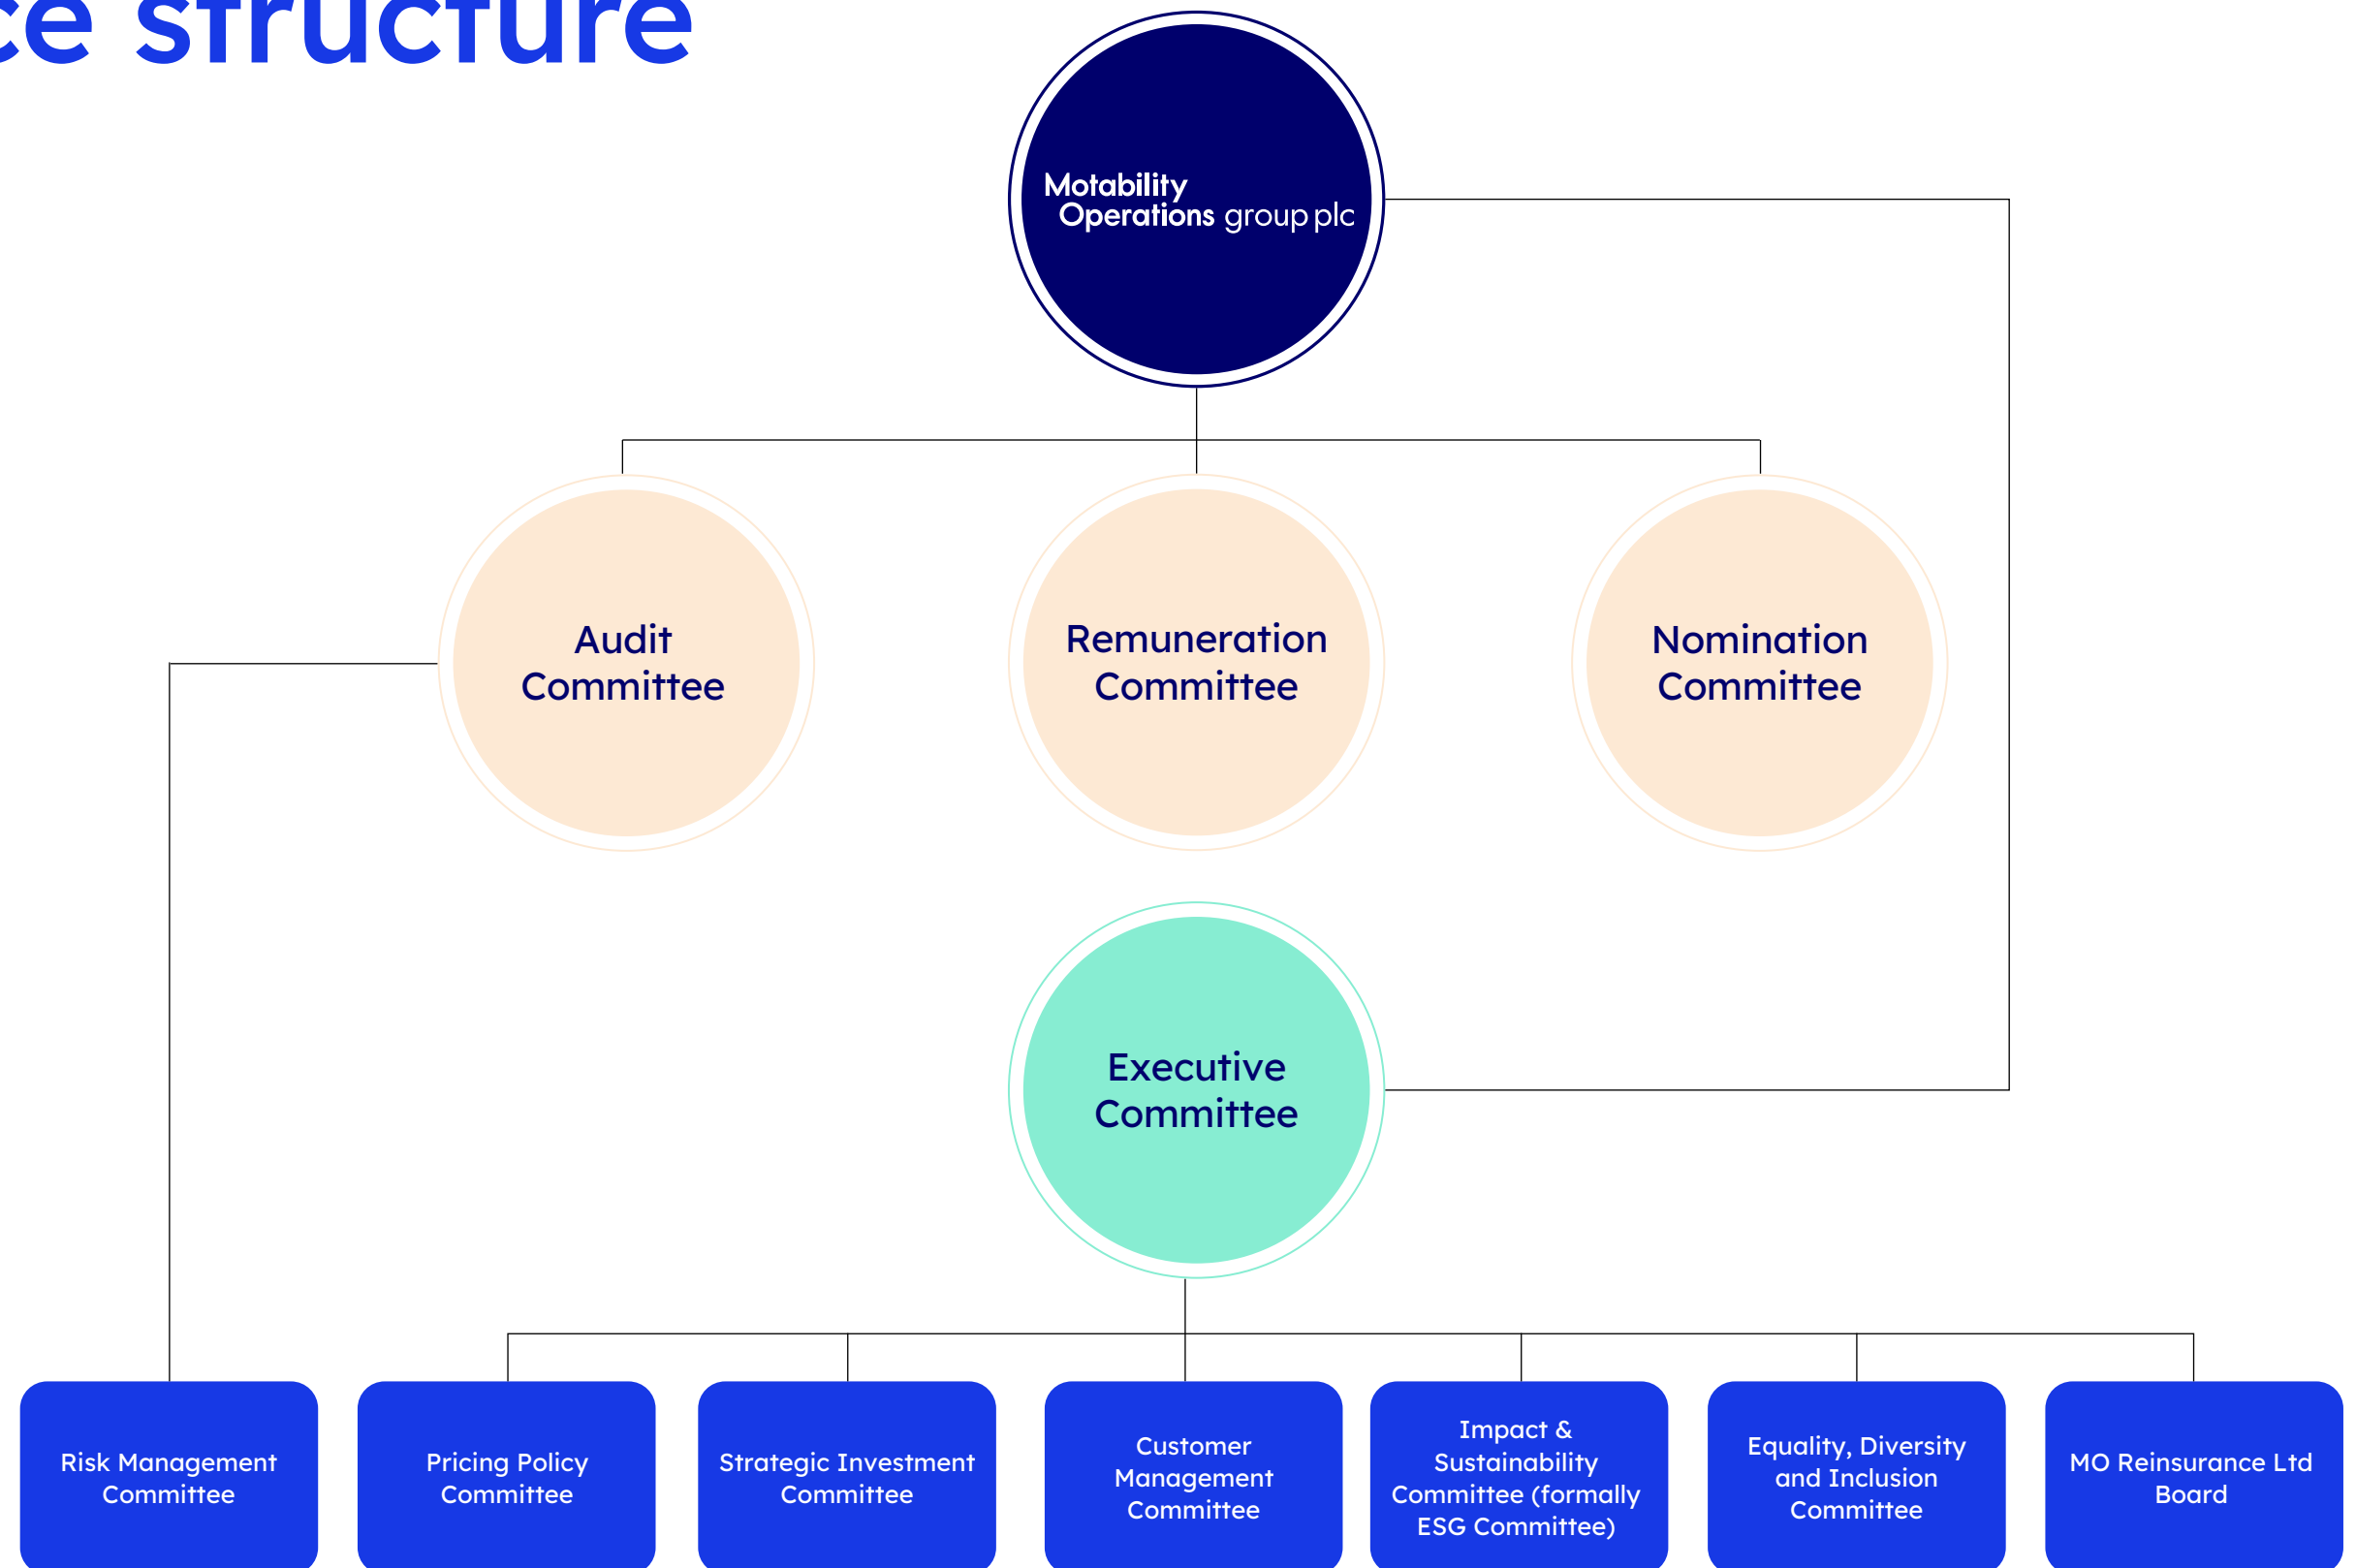 ce structure
Motability
Operations group plc
Audit
Committee
Remuneration
Committee
Nomination
Committee
Executive
Committee
Risk Management
Committee
Pricing Policy
Committee
Strategic Investment
Committee
Customer
Management
Committee
Impact &
Sustainability
Committee (formally
ESG Committee)
Equality, Diversity
and Inclusion
Committee
MO Reinsurance Ltd
Board